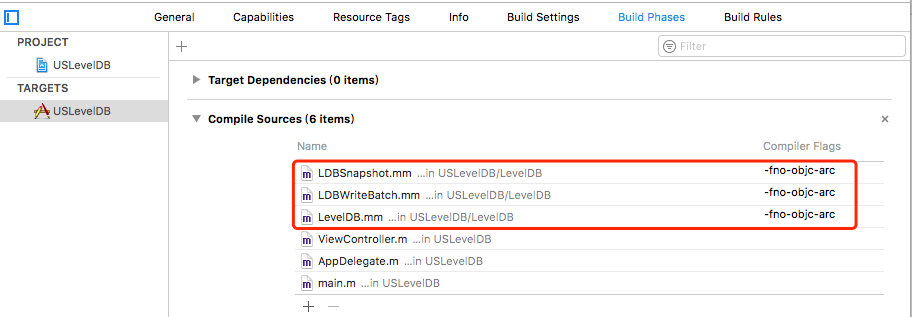 General Capabilities Resource Tags Info Build Settings Build Phases Build Rules
PROJECT
USLevelDB
TARGETS
USLevelDB
Filter
Target Dependencies (0 items)
Compile Sources (6 items)
Name Compiler Flags
LDBSnapshot.mm ...in USLevelDB/LevelDB -fno-objc-arc
LDBWriteBatch.mm ...in USLevelDB/LevelDB -fno-objc-arc
LevelDB.mm ...in USLevelDB/LevelDB -fno-objc-arc
ViewController.m ...in USLevelDB
AppDelegate.m ...in USLevelDB
main.m ...in USLevelDB